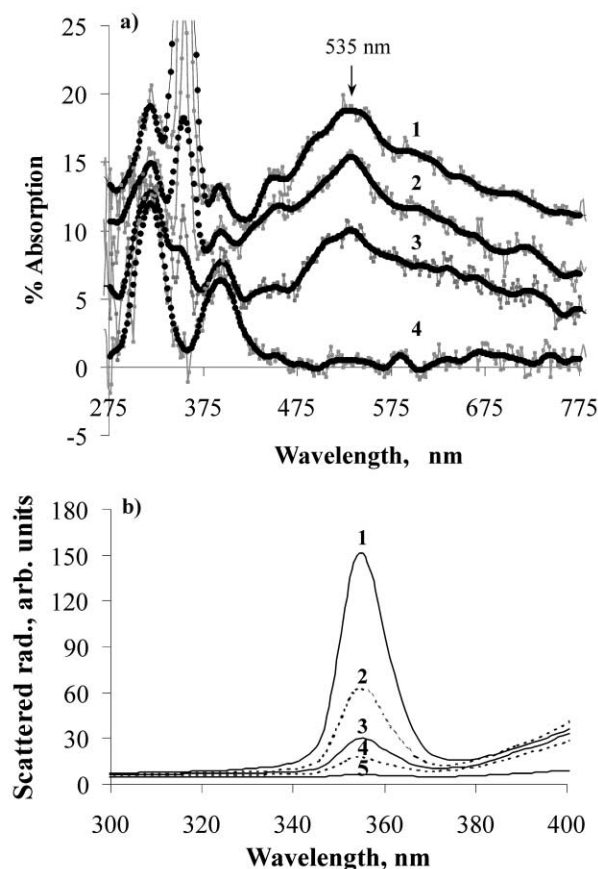 a)
535 nm
25
20
15
10
5
0
-5
% Absorption
1
2
3
4
275 375 475 575 675 775
Wavelength, nm
b)
180
150
120
90
60
30
0
Scattered rad., arb. units
1
2
3
4
5
300 320 340 360 380 400
Wavelength, nm